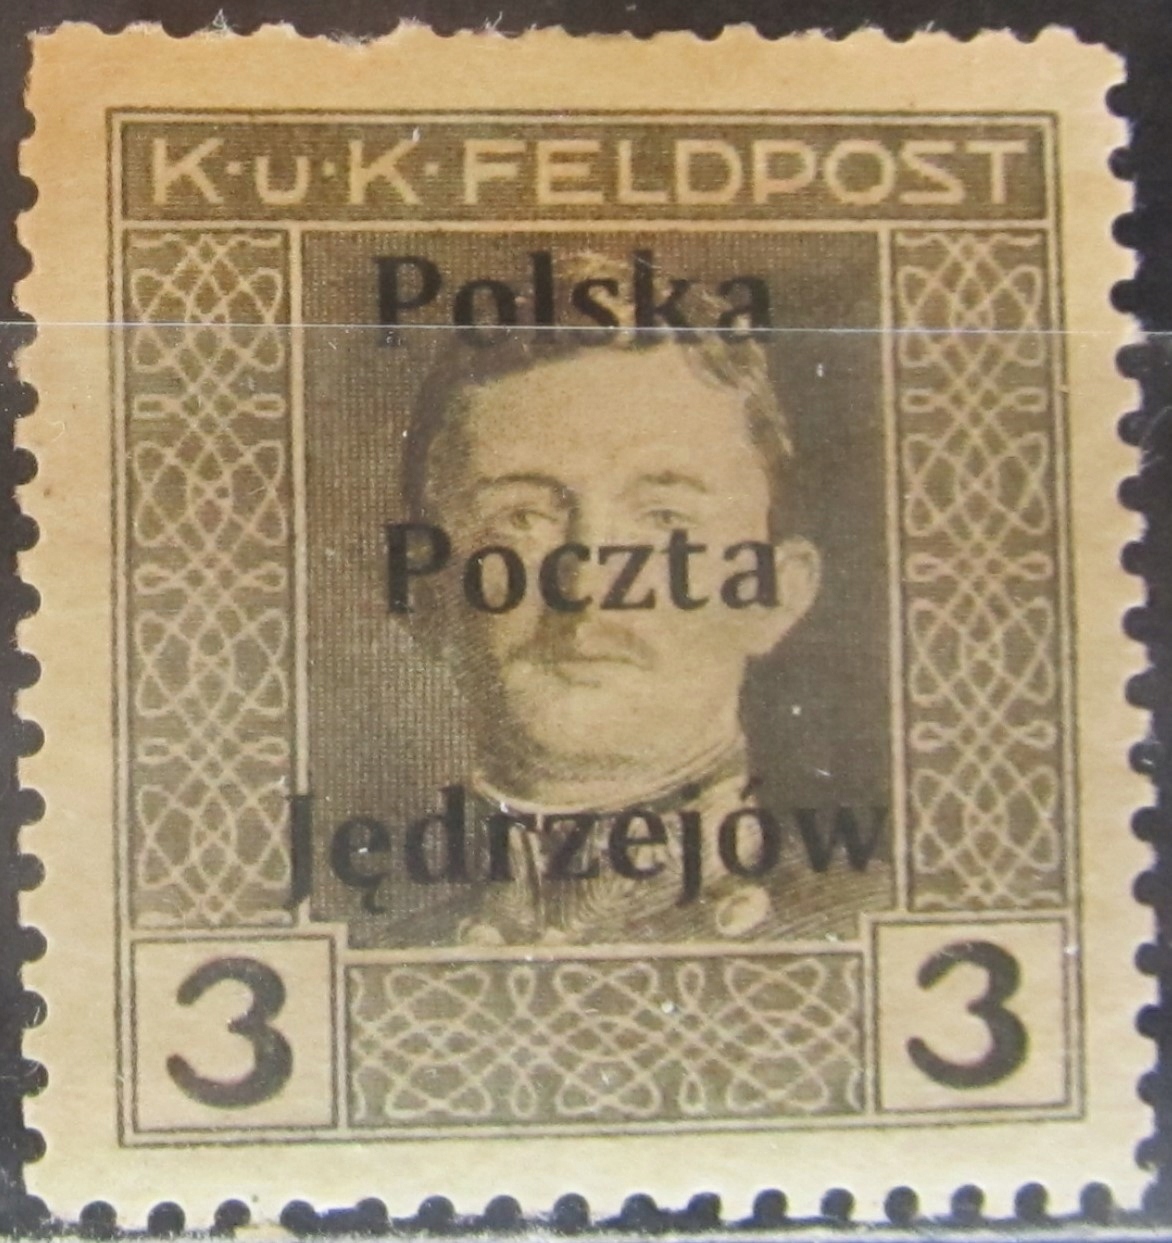 K·u·K·FELDPOST
Polska
Poczta
Jędrzejów
3 3